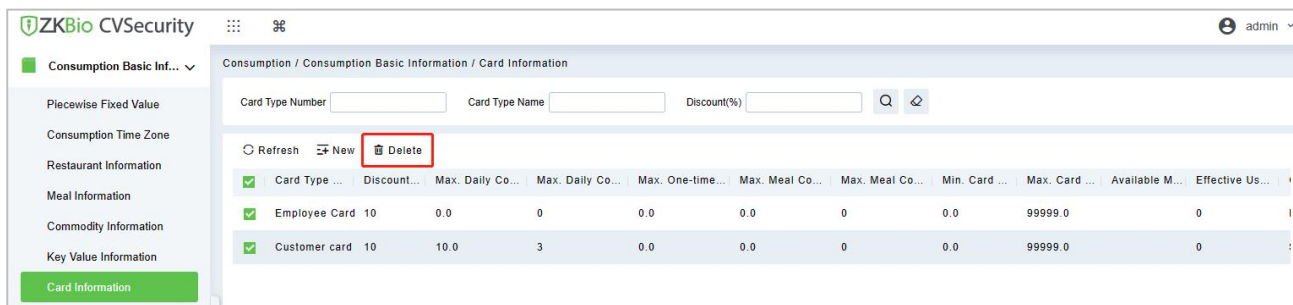 ZKBio CVSecurity
admin
Consumption Basic Inf...
Consumption / Consumption Basic Information / Card Information
Piecewise Fixed Value
Consumption Time Zone
Restaurant Information
Meal Information
Commodity Information
Key Value Information
Card Information
Card Type Number Card Type Name Discount(%)
Refresh New Delete
Card Type ... Discount... Max. Daily Co... Max. Daily Co... Max. One-time... Max. Meal Co... Max. Meal Co... Min. Card ... Max. Card ... Available M... Effective Us...
Employee Card 10 0.0 0 0.0 0.0 0 0.0 99999.0 0
Customer card 10 10.0 3 0.0 0.0 0 0.0 99999.0 0